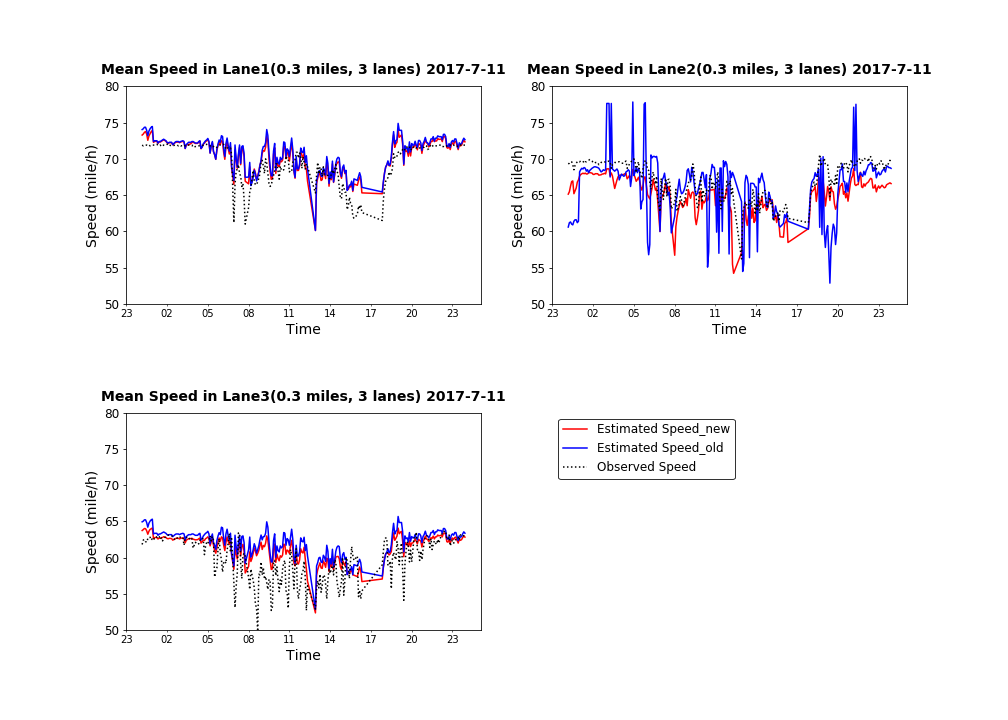 Mean Speed in Lane1(0.3 miles, 3 lanes) 2017-7-11
80
75
70
65
60
55
50
Speed (mile/h)
23 02 05 08 11 14 17 20 23
Time
Mean Speed in Lane2(0.3 miles, 3 lanes) 2017-7-11
80
75
70
65
60
55
50
Speed (mile/h)
23 02 05 08 11 14 17 20 23
Time
Mean Speed in Lane3(0.3 miles, 3 lanes) 2017-7-11
80
75
70
65
60
55
50
Speed (mile/h)
23 02 05 08 11 14 17 20 23
Time
Estimated Speed_new
Estimated Speed_old
Observed Speed